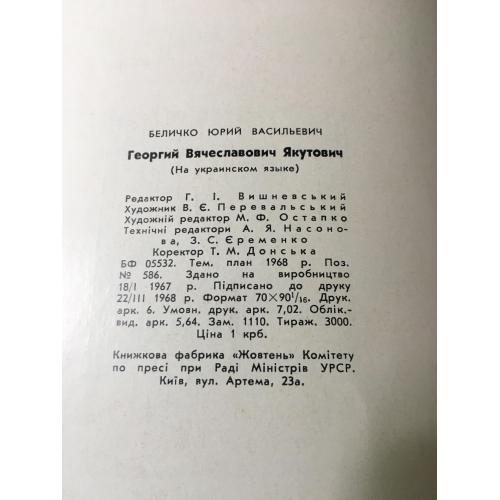 БЕЛИЧКО ЮРИЙ ВАСИЛЬЕВИЧ
Георгий Вячеславович Якутович
(На украинском языке)
Редактор Г. І. Вишневський
Художник В. Є. Перевальський
Художній редактор М. Ф. Остапко
Технічні редактори А. Я. Насоно-
ва, З. С. Єременко
Коректор Т. М. Донська
БФ 05532. Тем. план 1968 р. Поз.
№ 586. Здано на виробництво
18/I 1967 р. Підписано до друку
22/III 1968 р. Формат 70×90¹/₁₆. Друк.
арк. 6. Умовн. друк. арк. 7,02. Облік.-
вид. арк. 5,64. Зам. 1110. Тираж. 3000.
Ціна 1 крб.
Книжкова фабрика «Жовтень» Комітету
по пресі при Раді Міністрів УРСР.
Київ, вул. Артема, 23а.